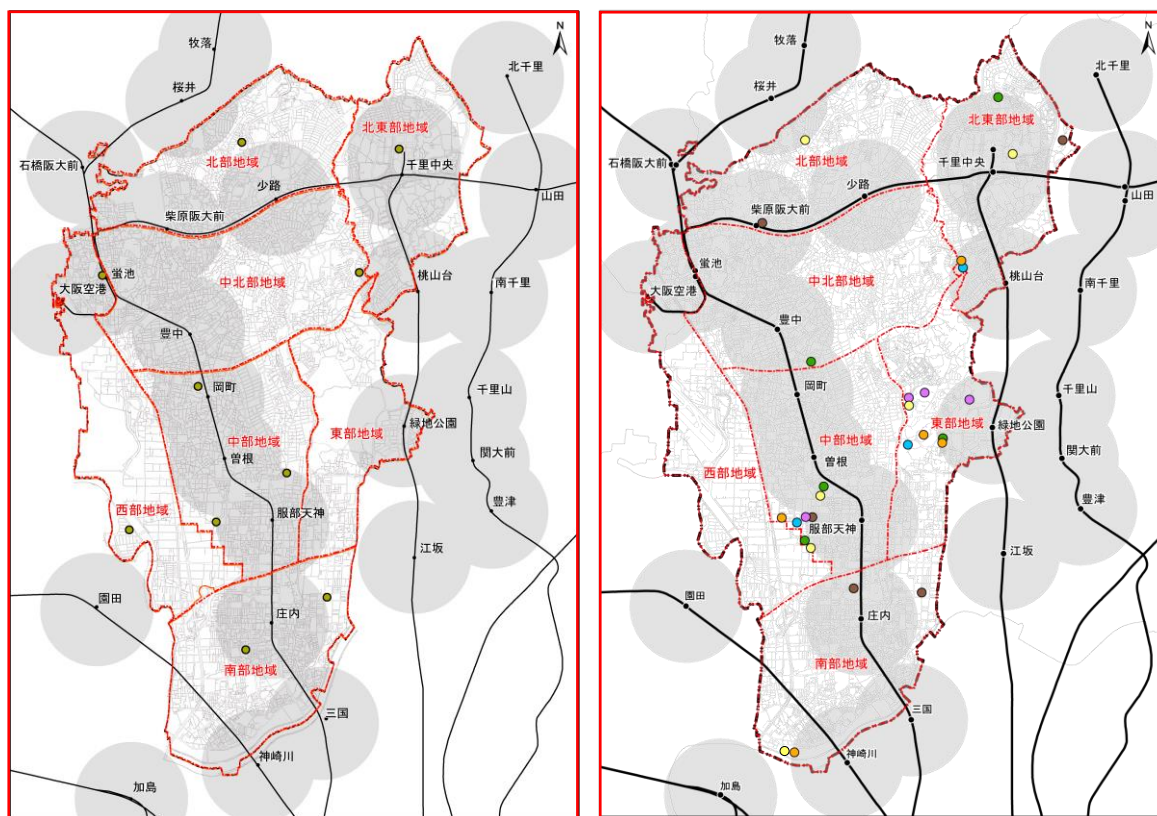 N
牧落
北千里
桜井
北東部地域
石橋阪大前
北部地域
千里中央
少路
山田
柴原阪大前
蛍池
中北部地域
桃山台
南千里
大阪空港
豊中
岡町
千里山
緑地公園
中部地域
東部地域
曽根
関大前
西部地域
豊津
服部天神
江坂
園田
庄内
南部地域
三国
神崎川
加島
N
牧落
北千里
桜井
北東部地域
石橋阪大前
北部地域
千里中央
少路
山田
柴原阪大前
蛍池
中北部地域
桃山台
南千里
大阪空港
豊中
岡町
千里山
東部地域
緑地公園
中部地域
曽根
関大前
西部地域
豊津
服部天神
江坂
園田
庄内
南部地域
三国
神崎川
加島